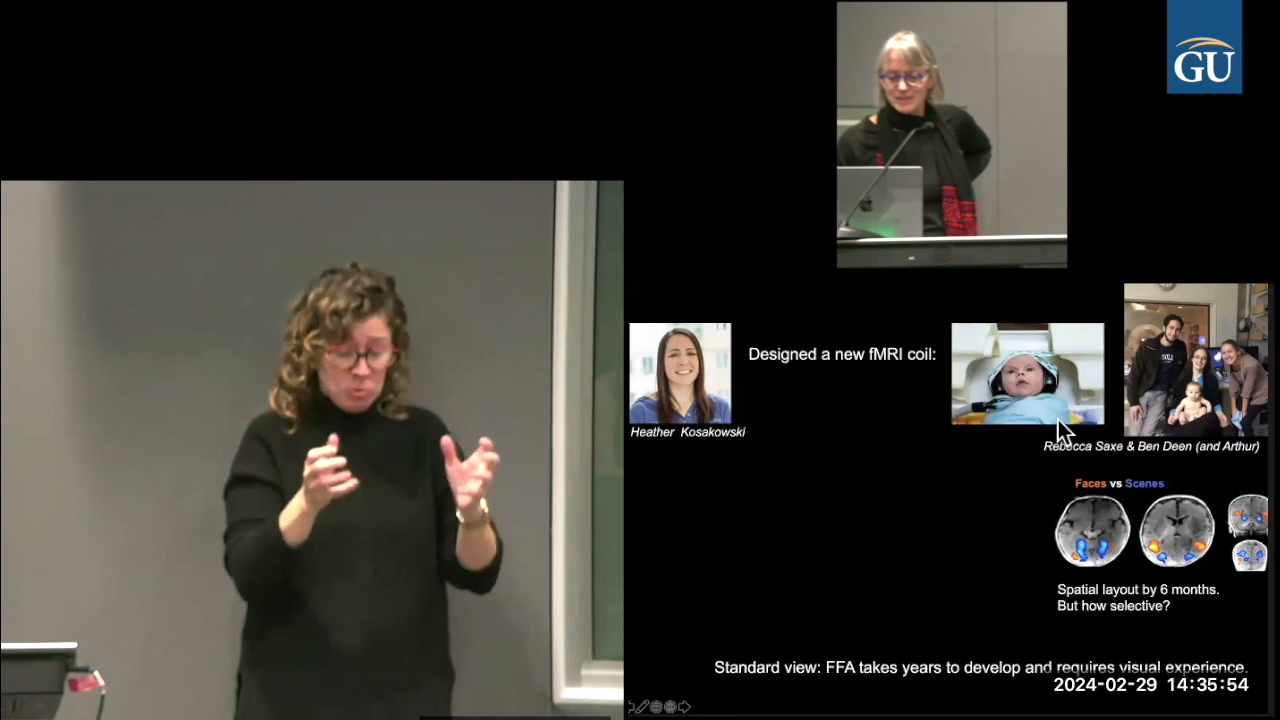 GU
Designed a new fMRI coil:
Heather Kosakowski
Rebecca Saxe & Ben Deen (and Arthur)
Faces vs Scenes
Spatial layout by 6 months.
But how selective?
Standard view: FFA takes years to develop and requires visual experience.
2024-02-29 14:35:54